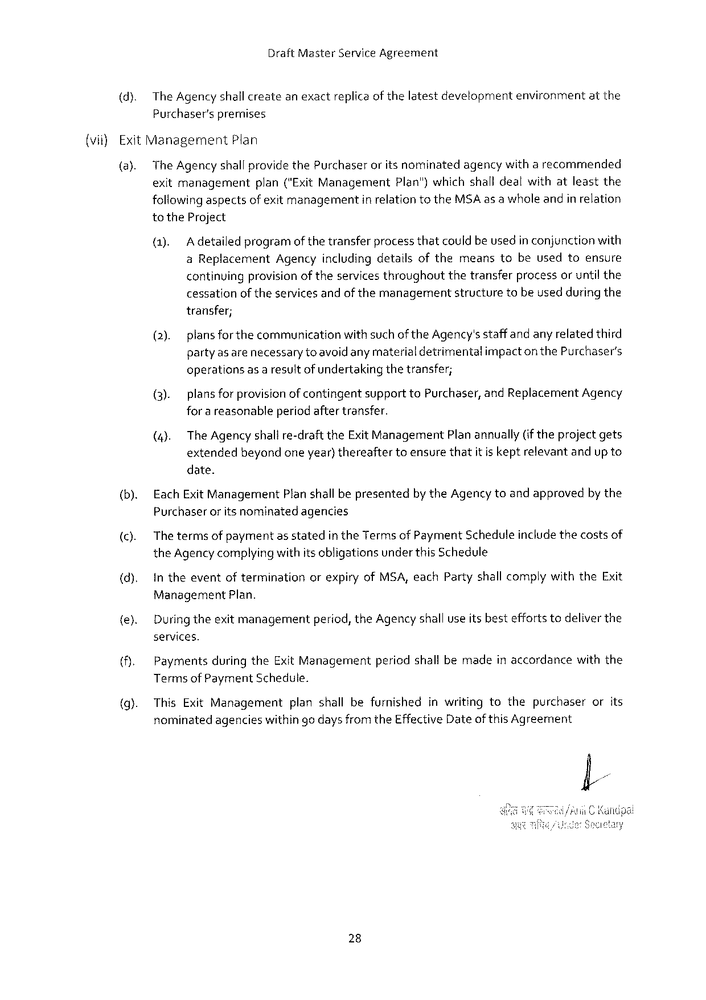 Draft Master Service Agreement
(d). The Agency shall create an exact replica of the latest development environment at the
Purchaser's premises
(vii) Exit Management Plan
(a). The Agency shall provide the Purchaser or its nominated agency with a recommended
exit management plan ("Exit Management Plan") which shall deal with at least the
following aspects of exit management in relation to the MSA as a whole and in relation
to the Project
(1). A detailed program of the transfer process that could be used in conjunction with
a Replacement Agency including details of the means to be used to ensure
continuing provision of the services throughout the transfer process or until the
cessation of the services and of the management structure to be used during the
transfer;
(2). plans for the communication with such of the Agency's staff and any related third
party as are necessary to avoid any material detrimental impact on the Purchaser's
operations as a result of undertaking the transfer;
(3). plans for provision of contingent support to Purchaser, and Replacement Agency
for a reasonable period after transfer.
(4). The Agency shall re-draft the Exit Management Plan annually (if the project gets
extended beyond one year) thereafter to ensure that it is kept relevant and up to
date.
(b). Each Exit Management Plan shall be presented by the Agency to and approved by the
Purchaser or its nominated agencies
(c). The terms of payment as stated in the Terms of Payment Schedule include the costs of
the Agency complying with its obligations under this Schedule
(d). In the event of termination or expiry of MSA, each Party shall comply with the Exit
Management Plan.
(e). During the exit management period, the Agency shall use its best efforts to deliver the
services.
(f). Payments during the Exit Management period shall be made in accordance with the
Terms of Payment Schedule.
(g). This Exit Management plan shall be furnished in writing to the purchaser or its
nominated agencies within 90 days from the Effective Date of this Agreement
C Kandpal
Under Secretary
28